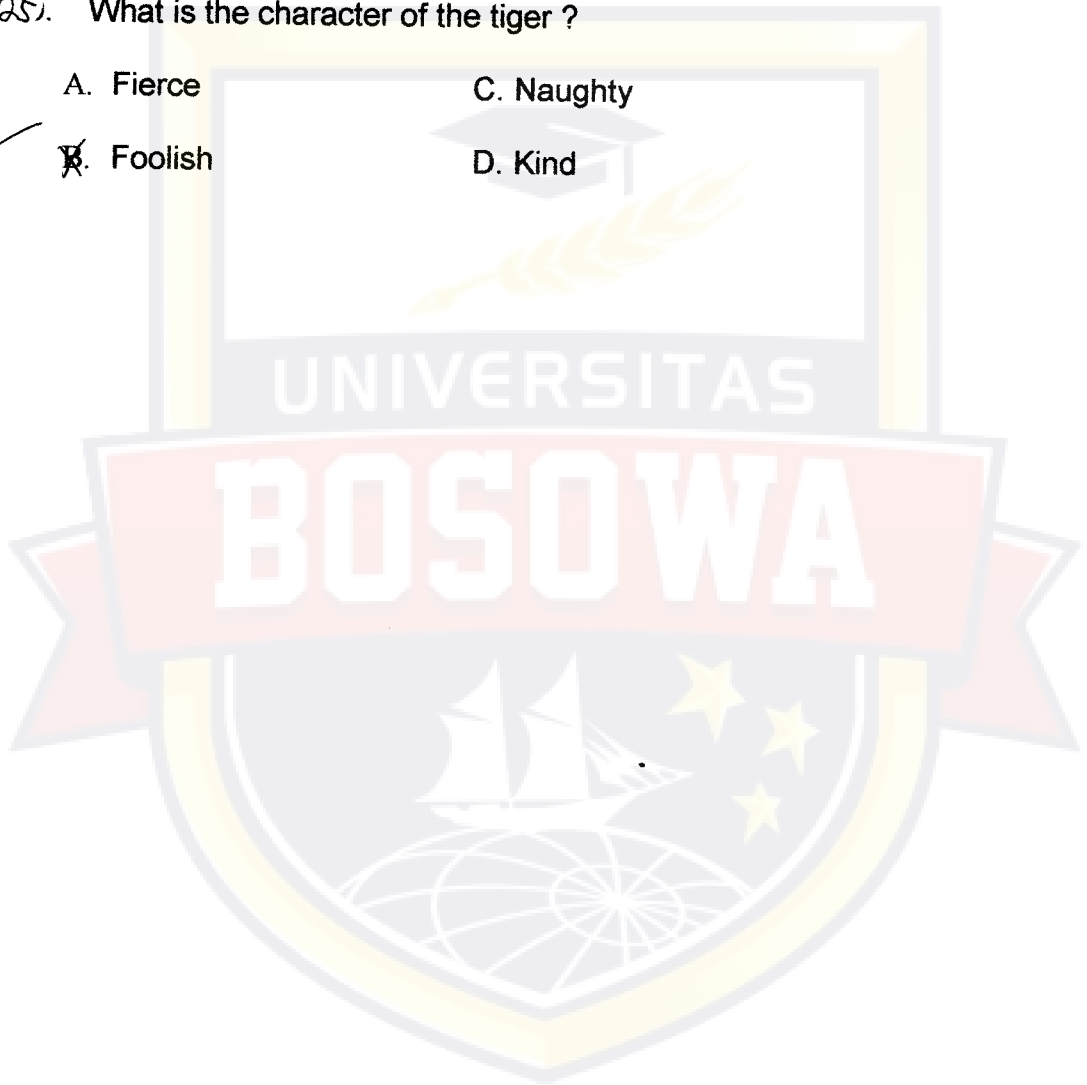 25). What is the character of the tiger ?
A. Fierce C. Naughty
B. Foolish D. Kind
UNIVERSITAS
BOSOWA